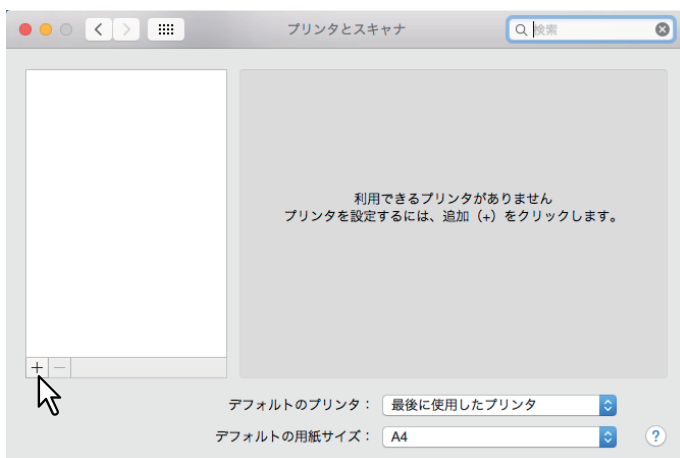 プリンタとスキャナ
検索
利用できるプリンタがありません
プリンタを設定するには、追加（+）をクリックします。
+ −
デフォルトのプリンタ： 最後に使用したプリンタ
デフォルトの用紙サイズ： A4
?